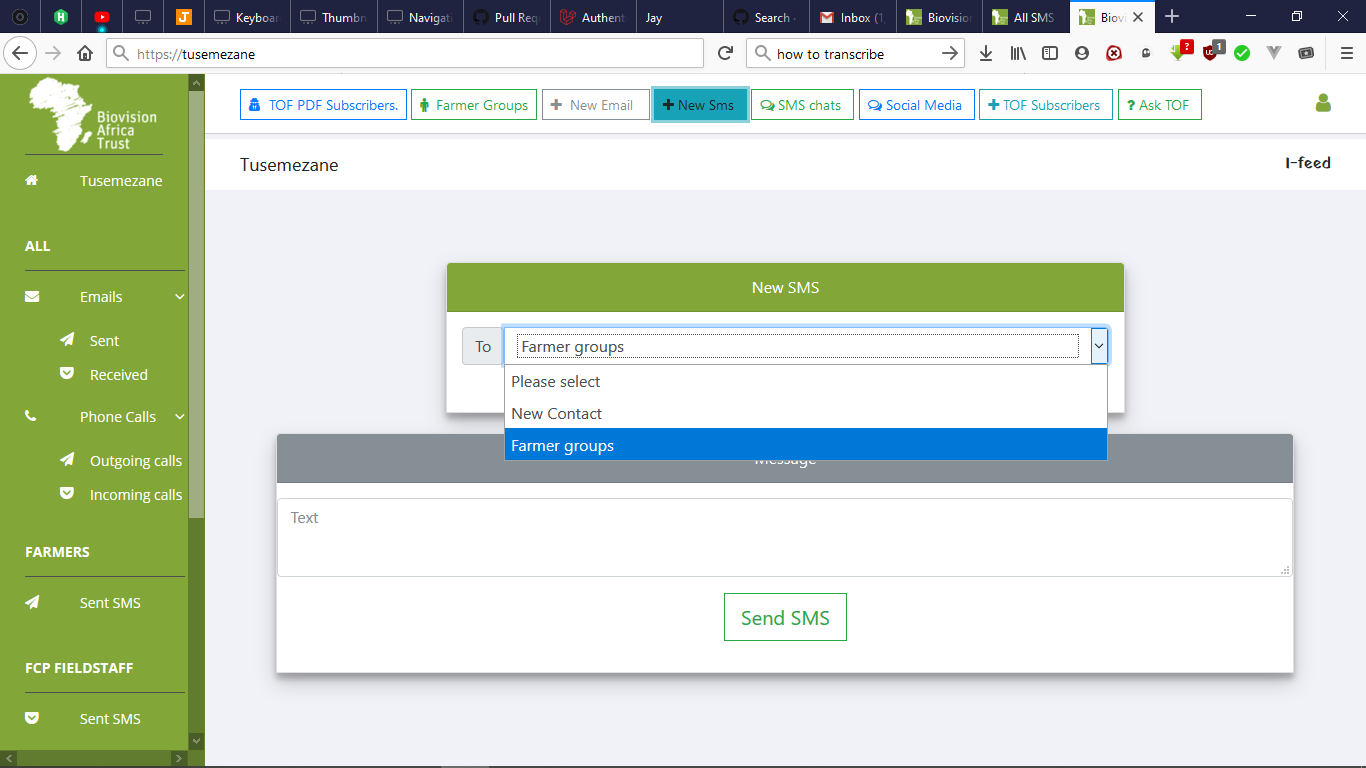 Keyboar
Thumbn
Navigati
Pull Req
Authent
Jay
Search
Inbox (1,
Biovision
All SMS
Biovi
https://tusemezane
how to transcribe
?
1
Biovision
Africa
Trust
Tusemezane
ALL
Emails
Sent
Received
Phone Calls
Outgoing calls
Incoming calls
FARMERS
Sent SMS
FCP FIELDSTAFF
Sent SMS
TOF PDF Subscribers.
Farmer Groups
+ New Email
+ New Sms
SMS chats
Social Media
+ TOF Subscribers
? Ask TOF
Tusemezane
I-feed
New SMS
To
Farmer groups
Please select
New Contact
Farmer groups
Message
Text
Send SMS